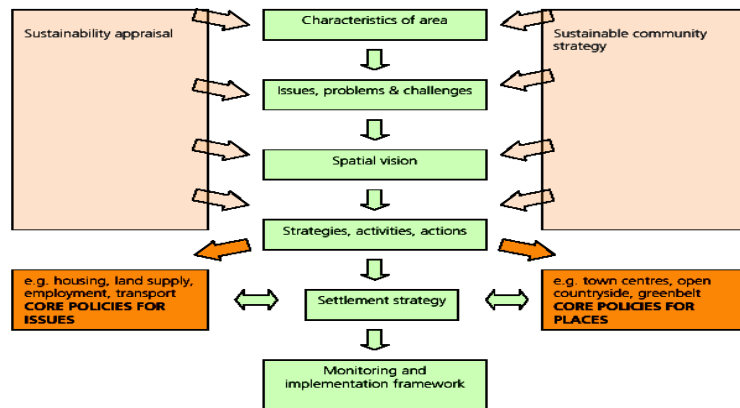 Characteristics of area
Sustainability appraisal
Sustainable community
strategy
Issues, problems & challenges
Spatial vision
Strategies, activities, actions
e.g. housing, land supply,
employment, transport
CORE POLICIES FOR
ISSUES
Settlement strategy
e.g. town centres, open
countryside, greenbelt
CORE POLICIES FOR
PLACES
Monitoring and
implementation framework